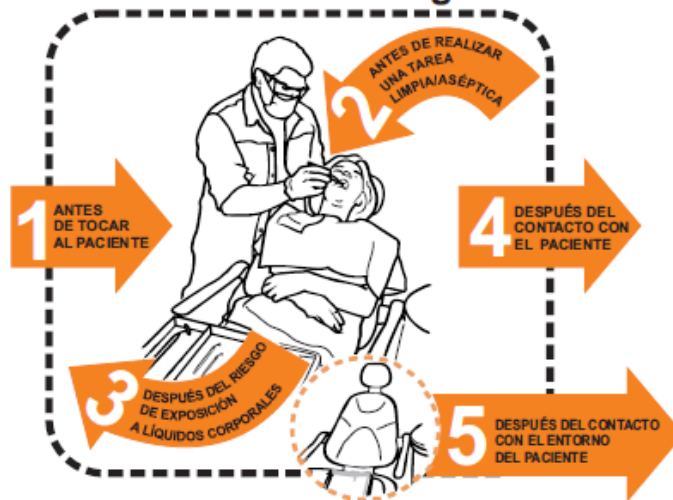 1
ANTES
DE TOCAR
AL PACIENTE
2
ANTES DE REALIZAR
UNA TAREA
LIMPIA/ASÉPTICA
3
DESPUÉS DEL RIESGO
DE EXPOSICIÓN
A LÍQUIDOS CORPORALES
4
DESPUÉS DEL
CONTACTO CON
EL PACIENTE
5
DESPUÉS DEL CONTACTO
CON EL ENTORNO
DEL PACIENTE